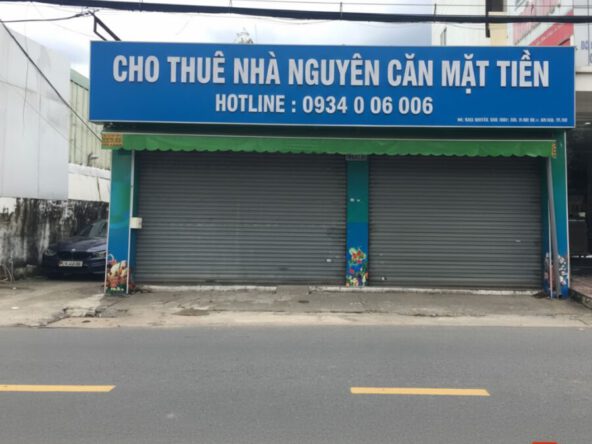 CHO THUÊ NHÀ NGUYÊN CĂN MẶT TIỀN
HOTLINE : 0934 0 06 006